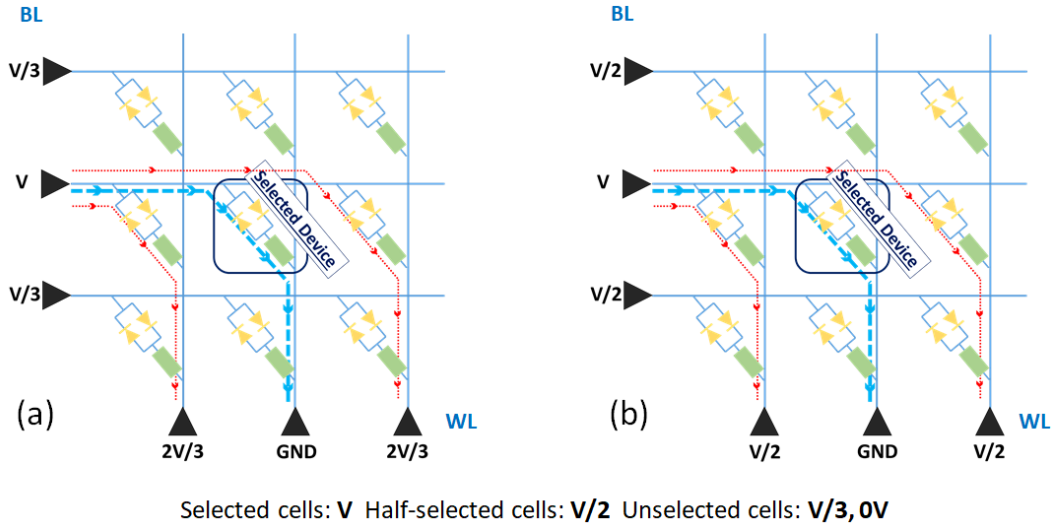 BL
V/3
V
V/3
Selected Device
(a)
WL
2V/3 GND 2V/3
BL
V/2
V
V/2
Selected Device
(b)
WL
V/2 GND V/2
Selected cells: V Half-selected cells: V/2 Unselected cells: V/3, 0V